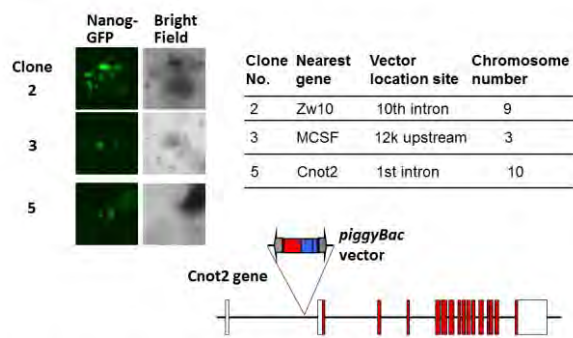 Nanog-GFP
Bright Field
Clone
2
3
5
Clone No.
Nearest gene
Vector location site
Chromosome number
2 Zw10 10th intron 9
3 MCSF 12k upstream 3
5 Cnot2 1st intron 10
piggyBac vector
Cnot2 gene